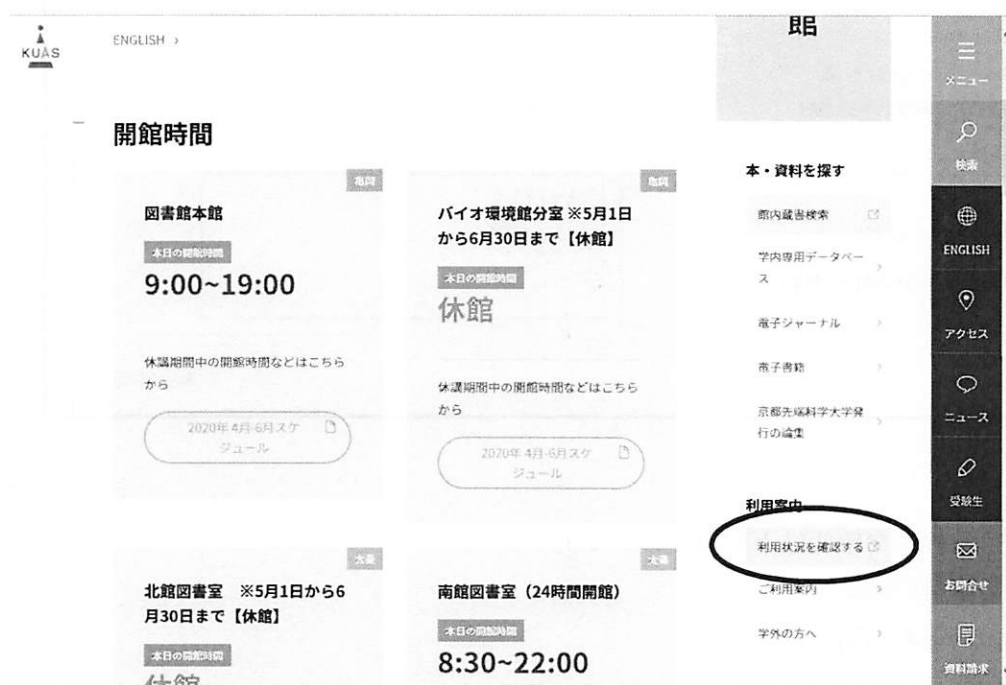 KUAS
ENGLISH ›
館
メニュー
検索
ENGLISH
アクセス
ニュース
受験生
お問合せ
資料請求
開館時間
亀岡
図書館本館
本日の開館時間
9:00~19:00
休講期間中の開館時間などはこちら
から
2020年 4月-6月スケ
ジュール
亀岡
バイオ環境館分室 ※5月1日
から6月30日まで【休館】
本日の開館時間
休館
休講期間中の開館時間などはこちら
から
2020年 4月-6月スケ
ジュール
太秦
北館図書室 ※5月1日から6
月30日まで【休館】
本日の開館時間
休館
太秦
南館図書室（24時間開館）
本日の開館時間
8:30~22:00
本・資料を探す
館内蔵書検索
学内専用データベー
ス
電子ジャーナル
電子書籍
京都先端科学大学発
行の論集
利用案内
利用状況を確認する
ご利用案内
学外の方へ